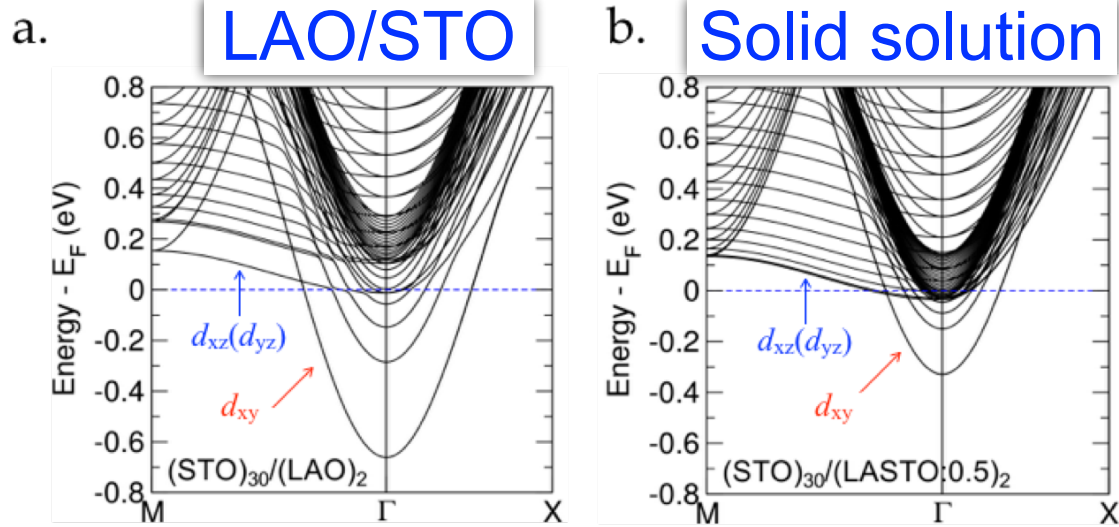 a.
LAO/STO
b.
Solid solution
Energy - E_F (eV)
0.8
0.6
0.4
0.2
0
-0.2
-0.4
-0.6
-0.8
d_xz(d_yz)
d_xy
(STO)_30/(LAO)_2
M
Γ
X
Energy - E_F (eV)
0.8
0.6
0.4
0.2
0
-0.2
-0.4
-0.6
-0.8
d_xz(d_yz)
d_xy
(STO)_30/(LASTO:0.5)_2
M
Γ
X